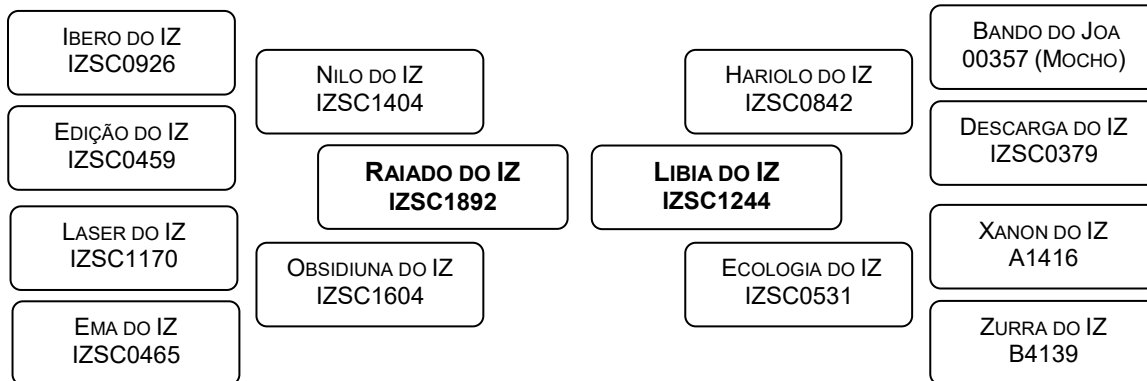 IBERO DO IZ
IZSC0926
EDIÇÃO DO IZ
IZSC0459
LASER DO IZ
IZSC1170
EMA DO IZ
IZSC0465
NILO DO IZ
IZSC1404
OBSIDIUNA DO IZ
IZSC1604
RAIADO DO IZ
IZSC1892
LIBIA DO IZ
IZSC1244
HARIOLO DO IZ
IZSC0842
ECOLOGIA DO IZ
IZSC0531
BANDO DO JOA
00357 (MOCHO)
DESCARGA DO IZ
IZSC0379
XANON DO IZ
A1416
ZURRA DO IZ
B4139